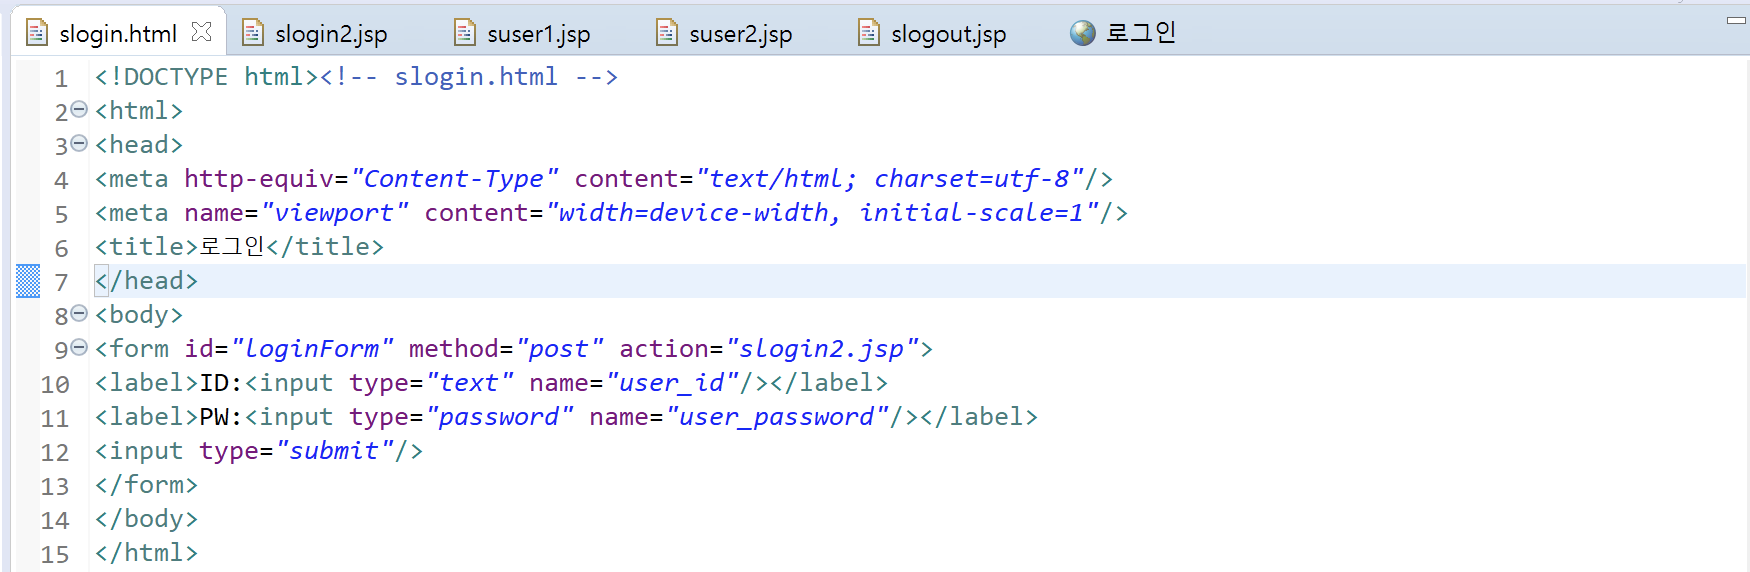 slogin.html slogin2.jsp suser1.jsp suser2.jsp slogout.jsp 로그인
1 <!DOCTYPE html><!-- slogin.html -->
2 <html>
3 <head>
4 <meta http-equiv="Content-Type" content="text/html; charset=utf-8"/>
5 <meta name="viewport" content="width=device-width, initial-scale=1"/>
6 <title>로그인</title>
7 </head>
8 <body>
9 <form id="loginForm" method="post" action="slogin2.jsp">
10 <label>ID:<input type="text" name="user_id"/></label>
11 <label>PW:<input type="password" name="user_password"/></label>
12 <input type="submit"/>
13 </form>
14 </body>
15 </html>